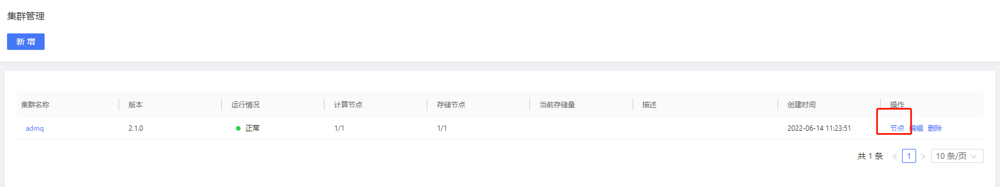 集群管理
新 增
集群名称 版本 运行情况 计算节点 存储节点 当前存储量 描述 创建时间 操作
admq 2.1.0 正常 1/1 1/1 2022-06-14 11:23:51 节点 编辑 删除
共 1 条 < 1 > 10 条/页